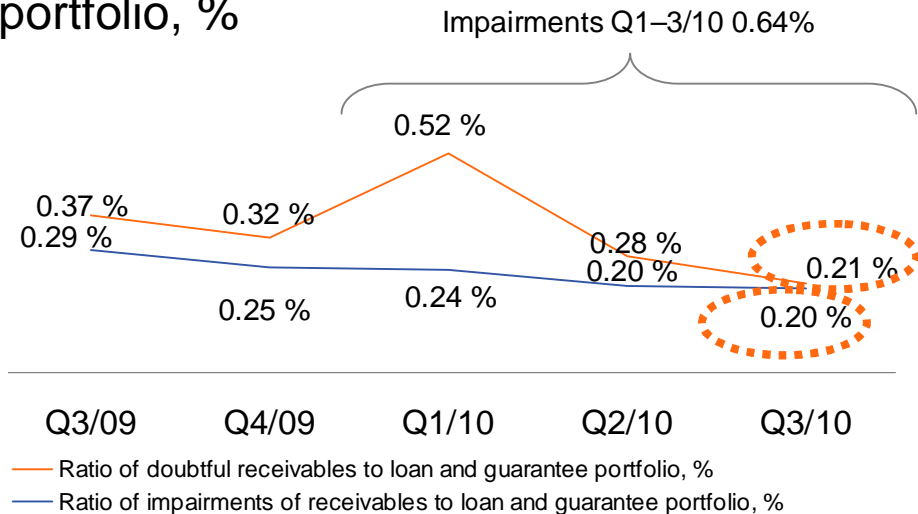 portfolio, %
Impairments Q1–3/10 0.64%
0.52 %
0.37 %
0.32 %
0.29 %
0.28 %
0.20 %
0.21 %
0.25 %
0.24 %
0.20 %
Q3/09 Q4/09 Q1/10 Q2/10 Q3/10
Ratio of doubtful receivables to loan and guarantee portfolio, %
Ratio of impairments of receivables to loan and guarantee portfolio, %